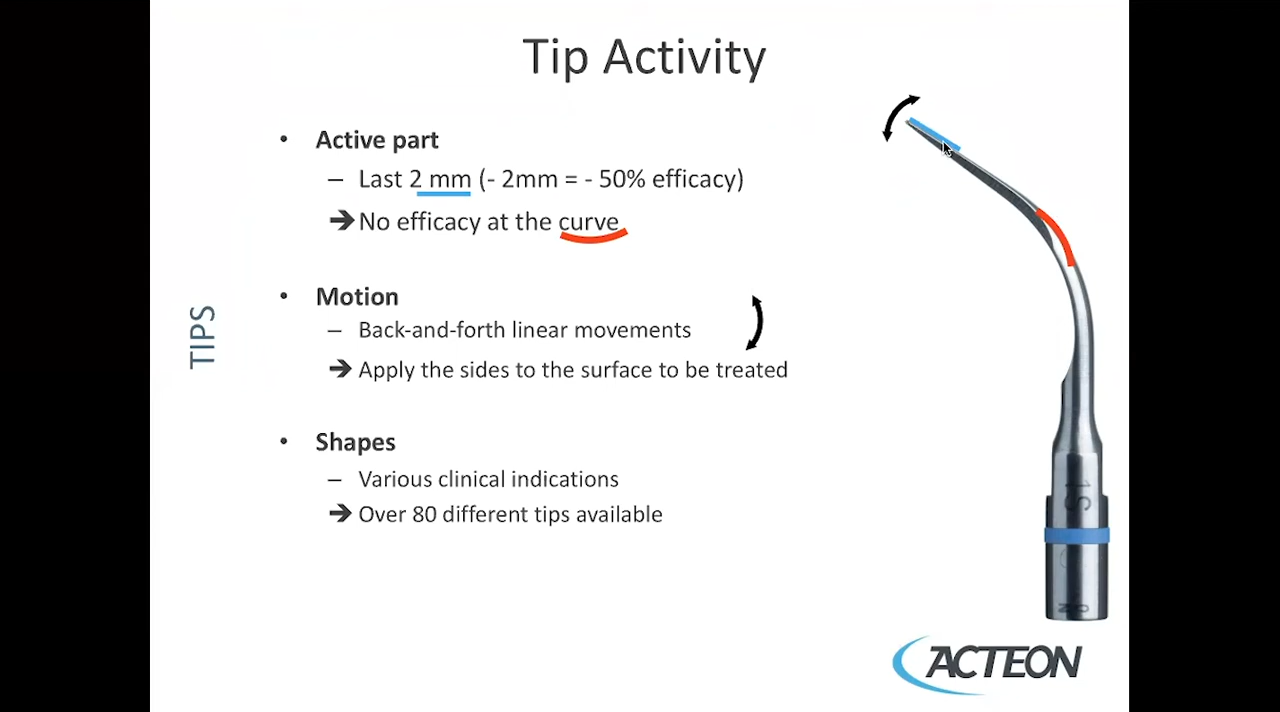 Tip Activity
• Active part
– Last 2 mm (- 2mm = - 50% efficacy)
➔ No efficacy at the curve
• Motion
– Back-and-forth linear movements
➔ Apply the sides to the surface to be treated
• Shapes
– Various clinical indications
➔ Over 80 different tips available
TIPS
1S
ACTEON